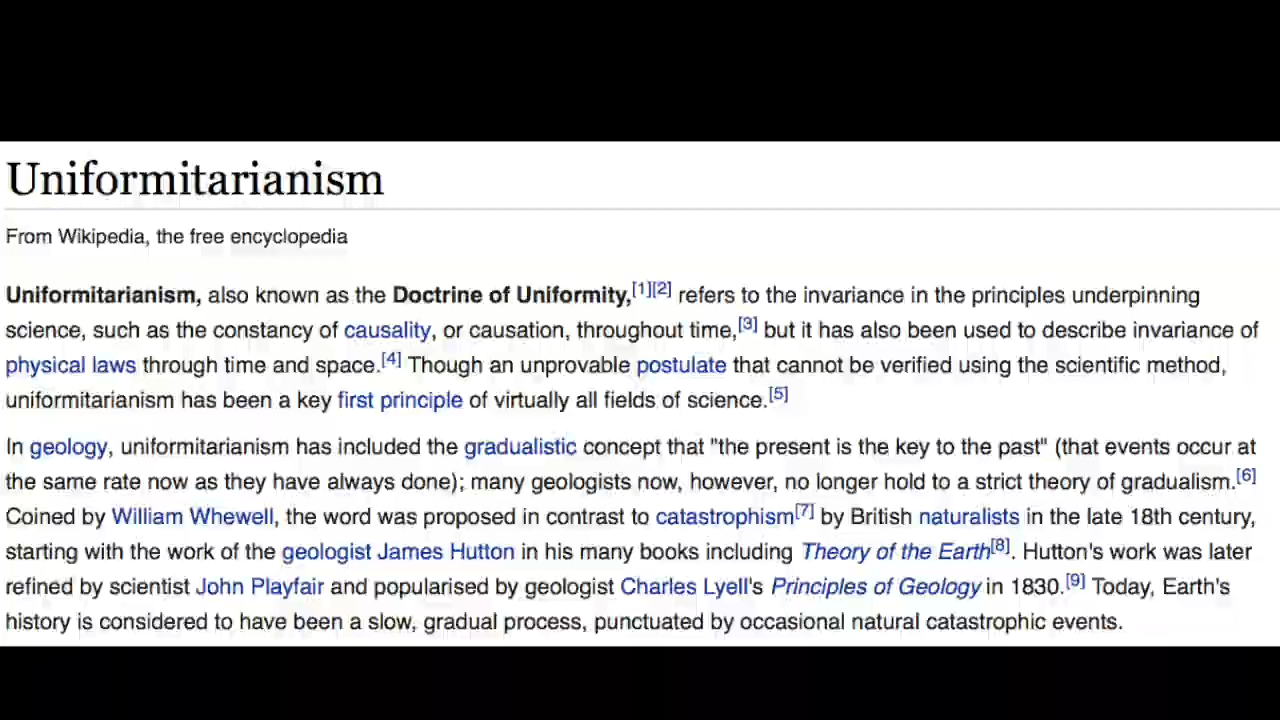 Uniformitarianism
From Wikipedia, the free encyclopedia
Uniformitarianism, also known as the Doctrine of Uniformity,[1][2] refers to the invariance in the principles underpinning
science, such as the constancy of causality, or causation, throughout time,[3] but it has also been used to describe invariance of
physical laws through time and space.[4] Though an unprovable postulate that cannot be verified using the scientific method,
uniformitarianism has been a key first principle of virtually all fields of science.[5]
In geology, uniformitarianism has included the gradualistic concept that "the present is the key to the past" (that events occur at
the same rate now as they have always done); many geologists now, however, no longer hold to a strict theory of gradualism.[6]
Coined by William Whewell, the word was proposed in contrast to catastrophism[7] by British naturalists in the late 18th century,
starting with the work of the geologist James Hutton in his many books including Theory of the Earth[8]. Hutton's work was later
refined by scientist John Playfair and popularised by geologist Charles Lyell's Principles of Geology in 1830.[9] Today, Earth's
history is considered to have been a slow, gradual process, punctuated by occasional natural catastrophic events.